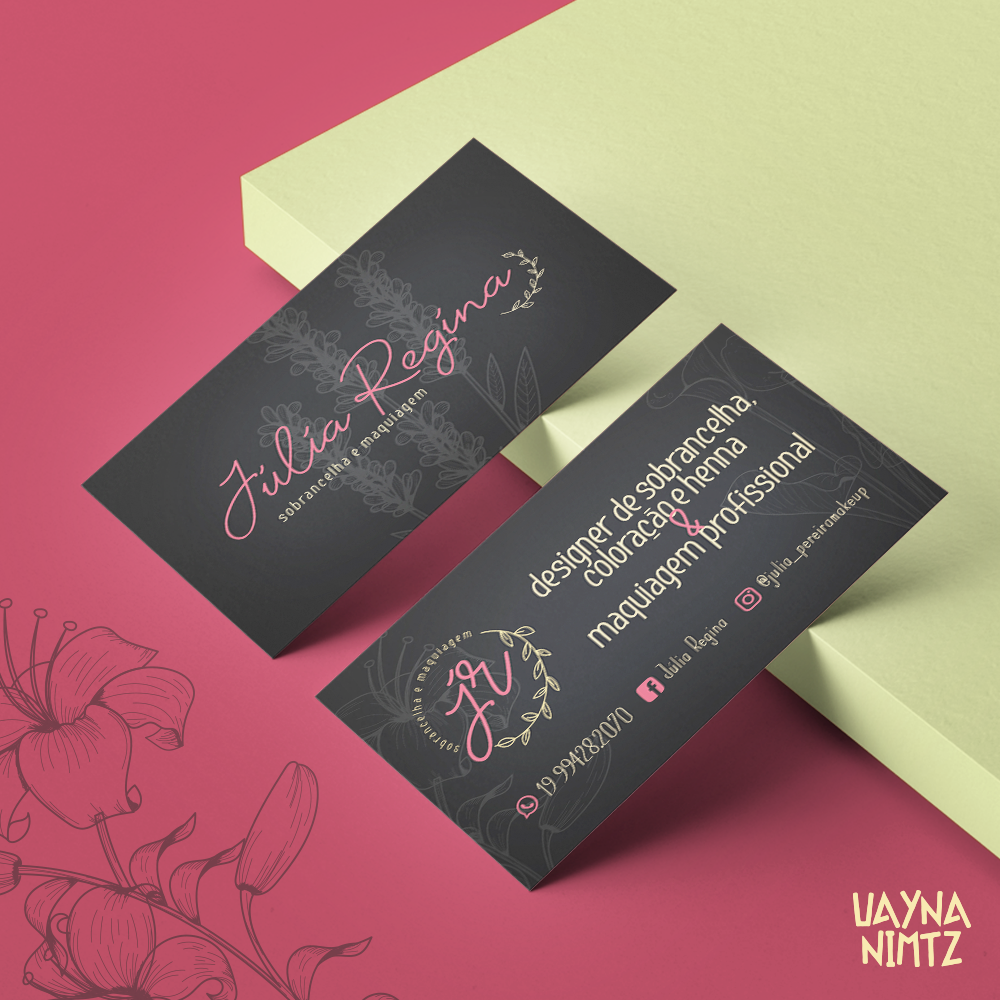 Júlia Regina
sobrancelha e maquiagem
designer de sobrancelha,
coloração e henna
&
maquiagem profissional
sobrancelha e maquiagem
jr
19 99428.2070
Júlia Regina
@julia_pereiramakeup
UAYNA
NIMTZ